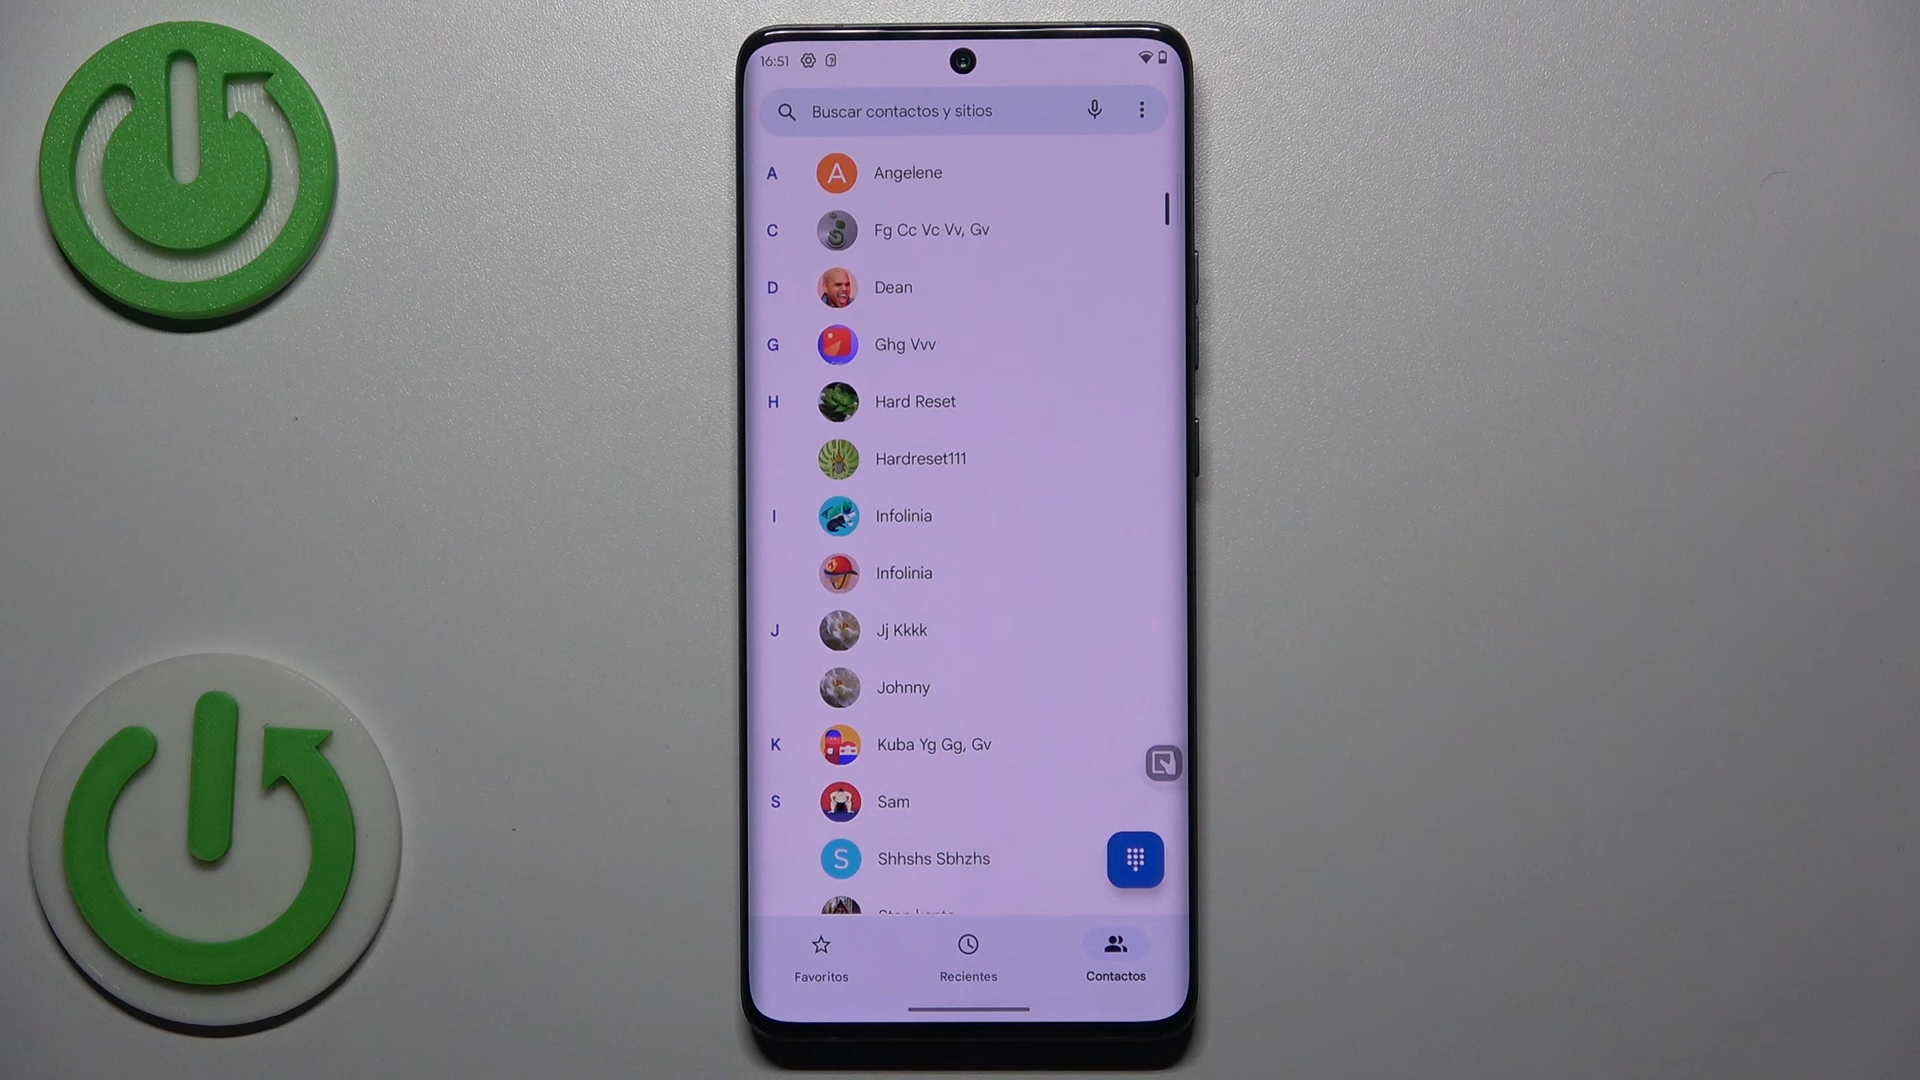 16:51
Buscar contactos y sitios
A
A
Angelene
C
Fg Cc Vc Vv, Gv
D
Dean
G
Ghg Vvv
H
Hard Reset
Hardreset111
I
Infolinia
Infolinia
J
Jj Kkkk
Johnny
K
Kuba Yg Gg, Gv
S
Sam
S
Shhshs Sbhzhs
Favoritos
Recientes
Contactos